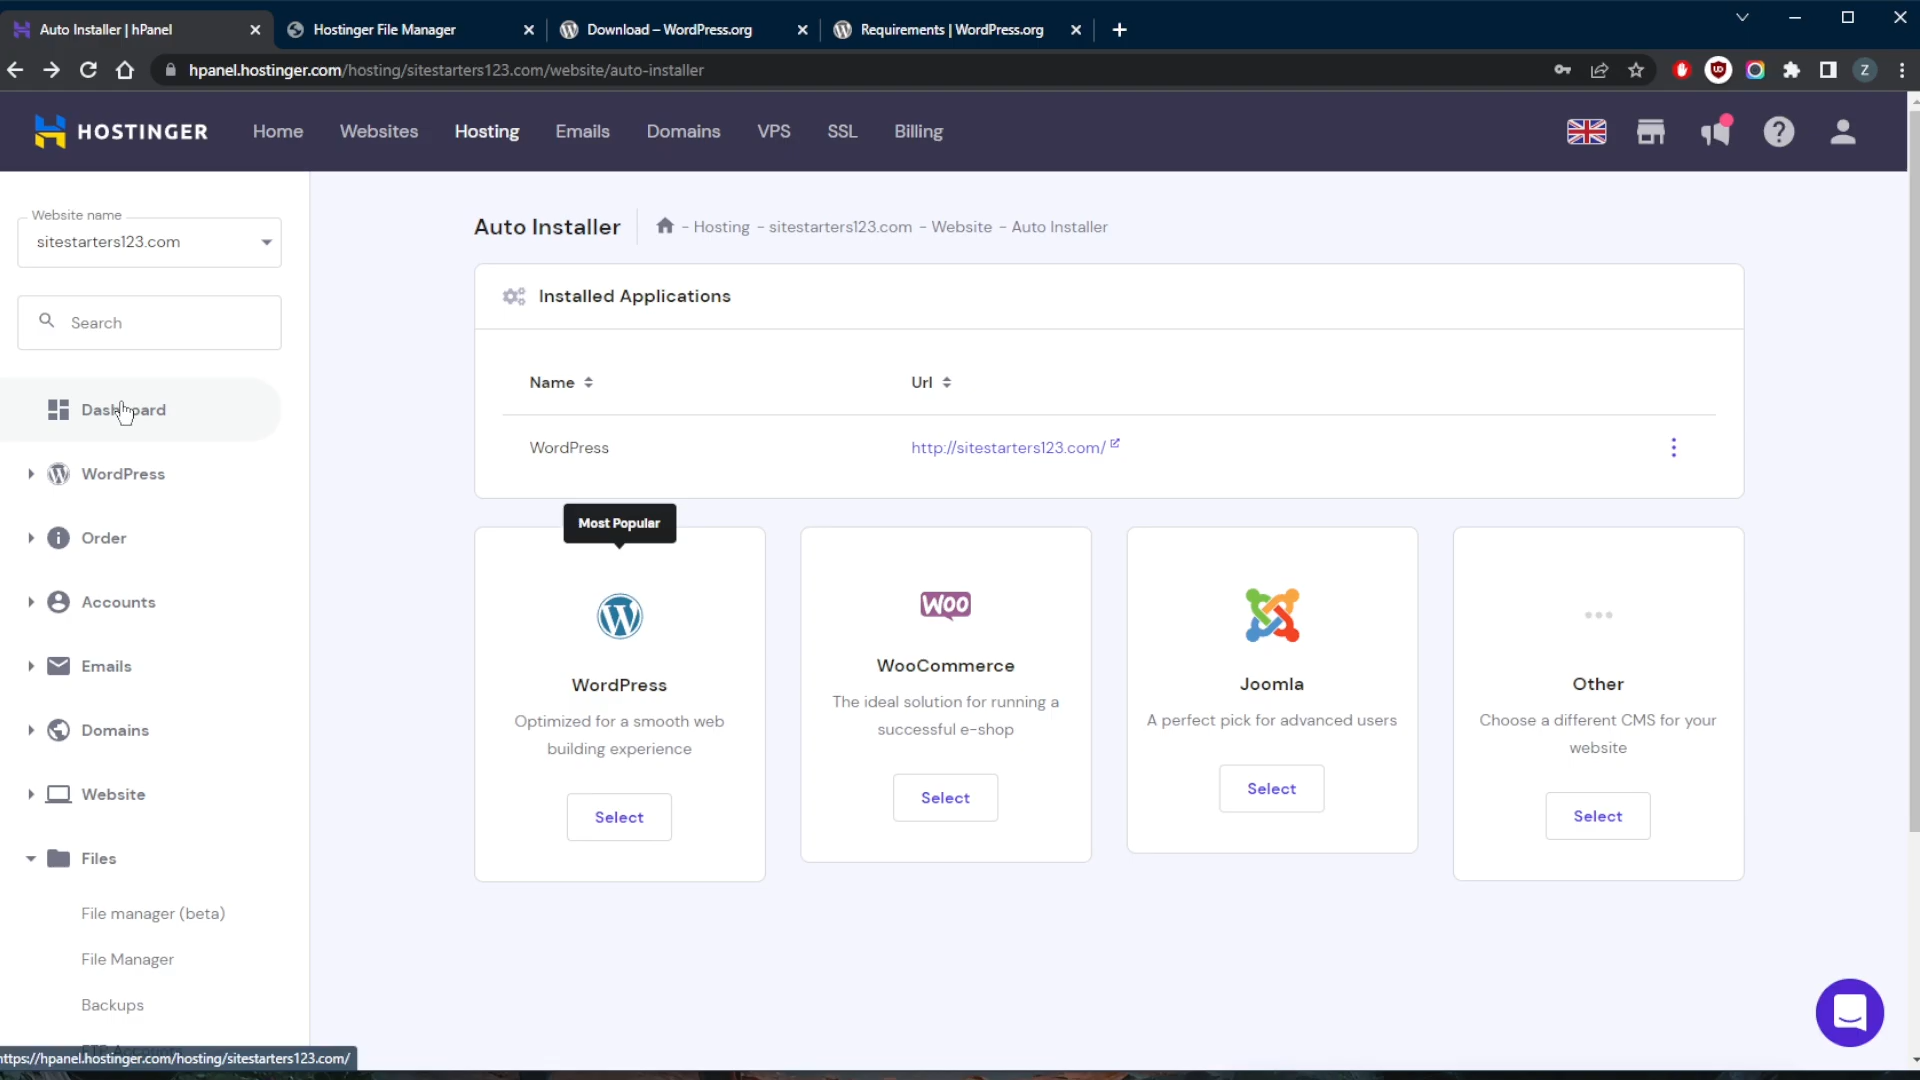 Auto Installer | hPanel
Hostinger File Manager
Download – WordPress.org
Requirements | WordPress.org
hpanel.hostinger.com/hosting/sitestarters123.com/website/auto-installer
Z
HOSTINGER
Home
Websites
Hosting
Emails
Domains
VPS
SSL
Billing
Website name
sitestarters123.com
Search
Dashboard
WordPress
Order
Accounts
Emails
Domains
Website
Files
File manager (beta)
File Manager
Backups
https://hpanel.hostinger.com/hosting/sitestarters123.com/
Auto Installer
- Hosting - sitestarters123.com - Website - Auto Installer
Installed Applications
Name
Url
WordPress
http://sitestarters123.com/
Most Popular
WordPress
Optimized for a smooth web
building experience
Select
WOO
WooCommerce
The ideal solution for running a
successful e-shop
Select
Joomla
A perfect pick for advanced users
Select
Other
Choose a different CMS for your
website
Select